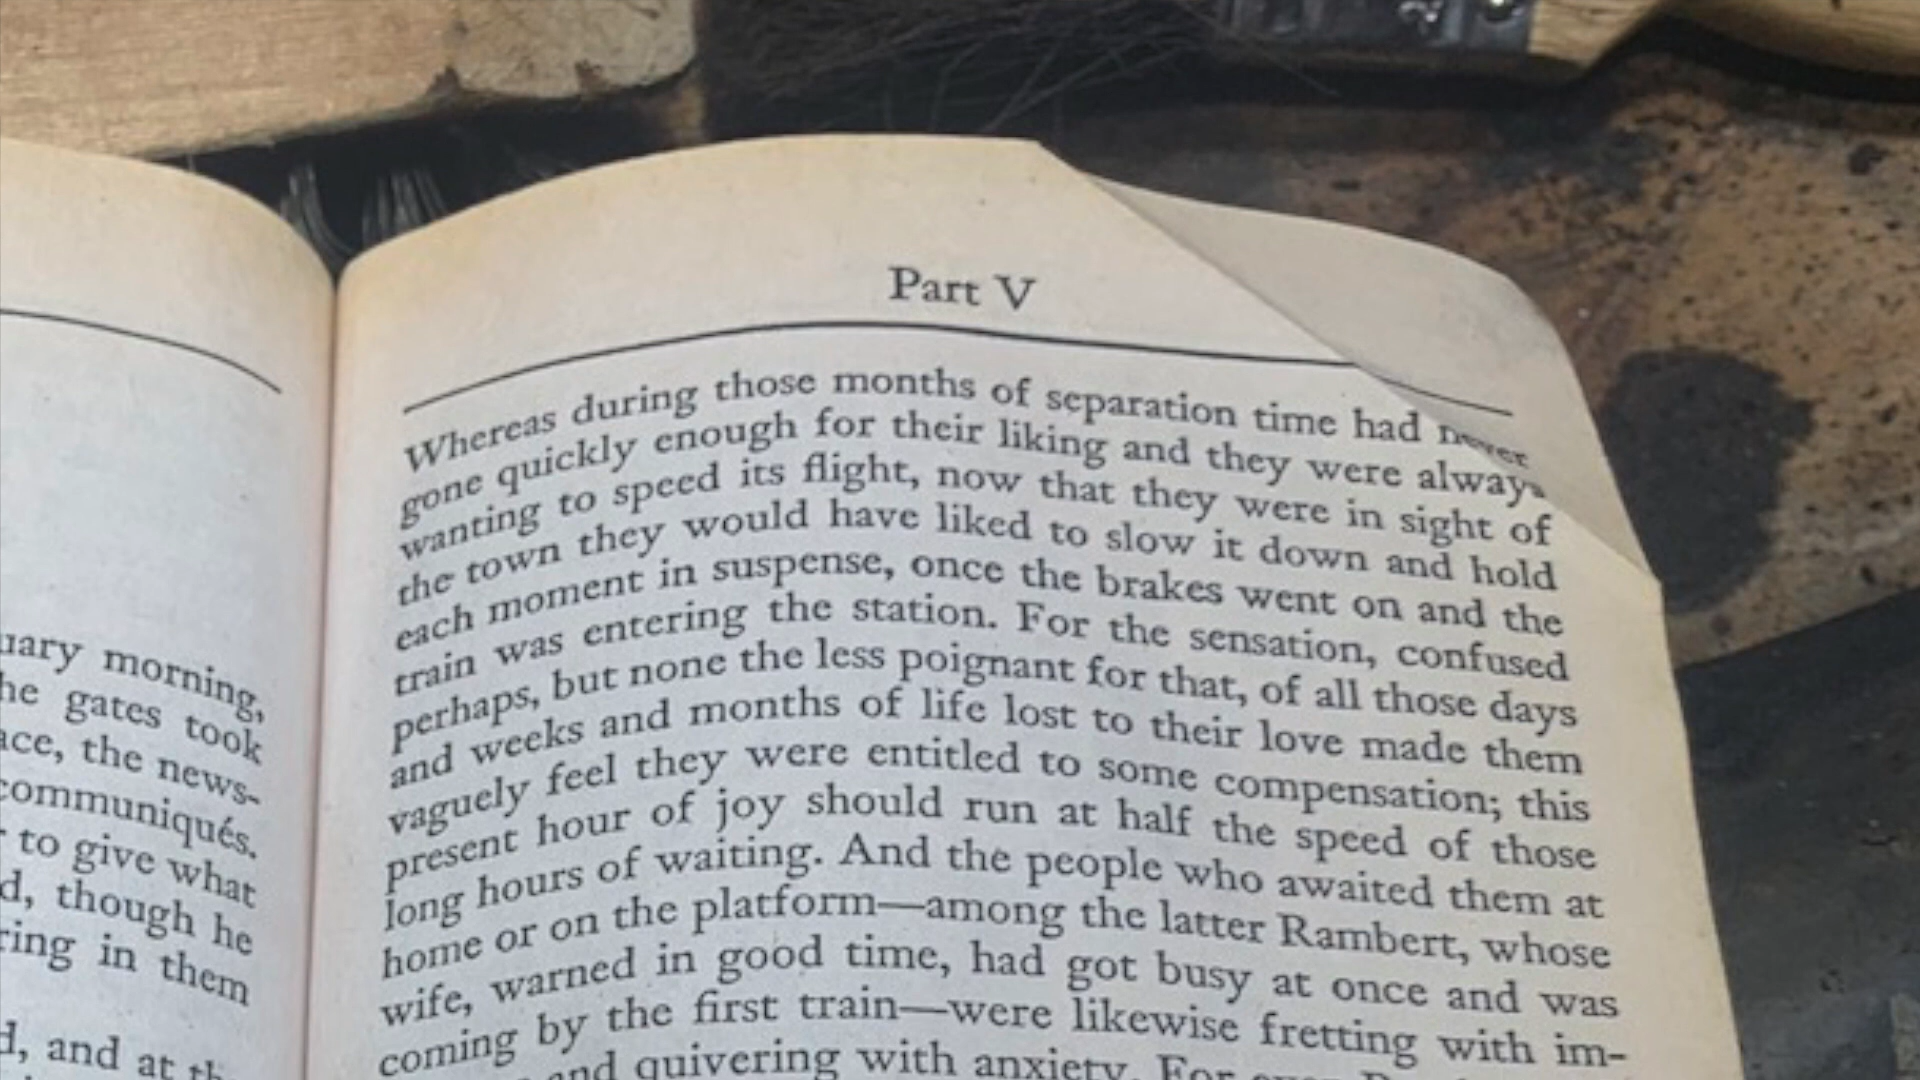 morning,
gates took
the news-
communiqués.
to give what
though he
in them
and at
Part V
Whereas during those months of separation time had never
gone quickly enough for their liking and they were always
wanting to speed its flight, now that they were in sight of
the town they would have liked to slow it down and hold
each moment in suspense, once the brakes went on and the
train was entering the station. For the sensation, confused
perhaps, but none the less poignant for that, of all those days
and weeks and months of life lost to their love made them
vaguely feel they were entitled to some compensation; this
present hour of joy should run at half the speed of those
long hours of waiting. And the people who awaited them at
home or on the platform—among the latter Rambert, whose
wife, warned in good time, had got busy at once and was
coming by the first train—were likewise fretting with im-
and quivering with anxiety. For